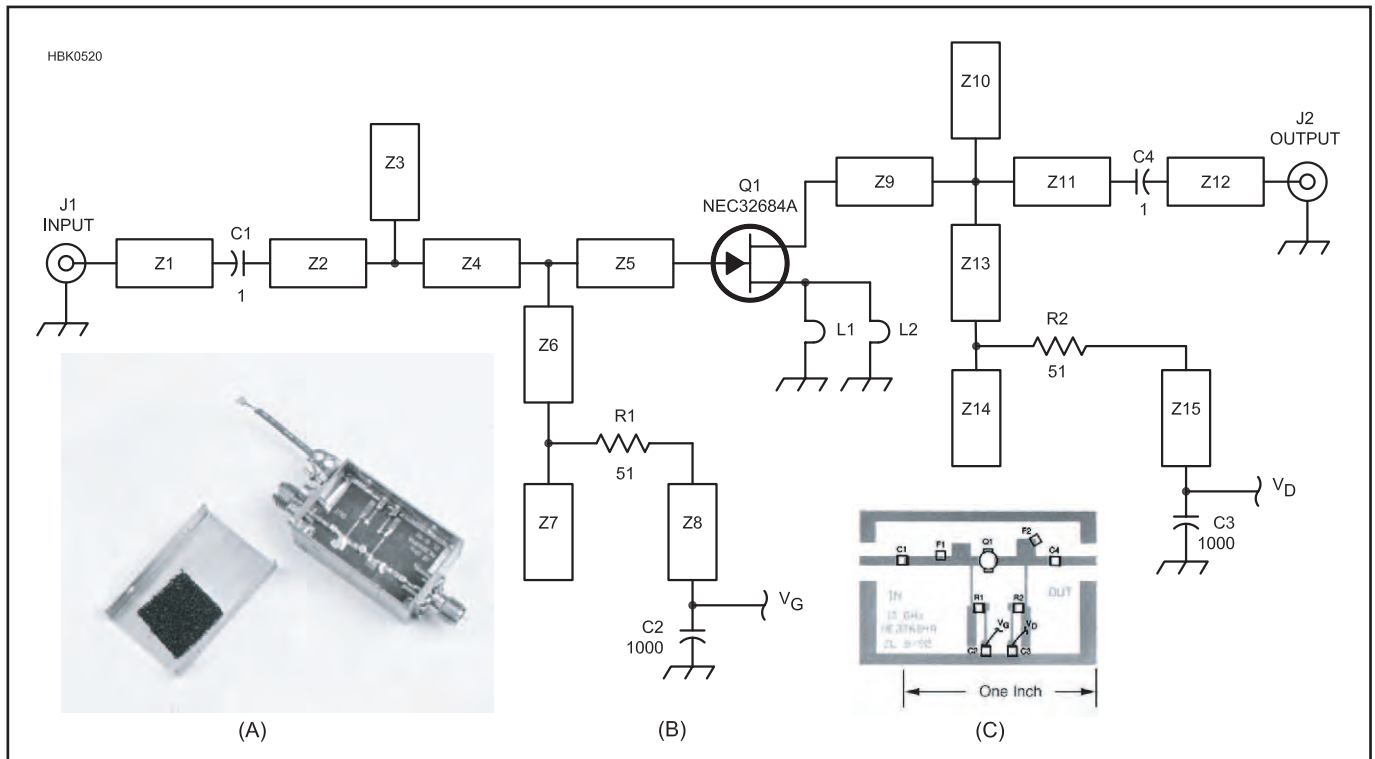 HBK0520
J1
INPUT
Z1
C1
1
Z2
Z3
Z4
Z5
Z6
R1
51
Z7
Z8
VG
C2
1000
Q1
NEC32684A
L1
L2
Z9
Z10
Z11
C4
1
Z12
J2
OUTPUT
Z13
R2
51
Z14
Z15
VD
C3
1000
C1
F1
Q1
F2
C4
IN
OUT
R1
R2
VG
VD
C2
C3
One Inch
(A)
(B)
(C)